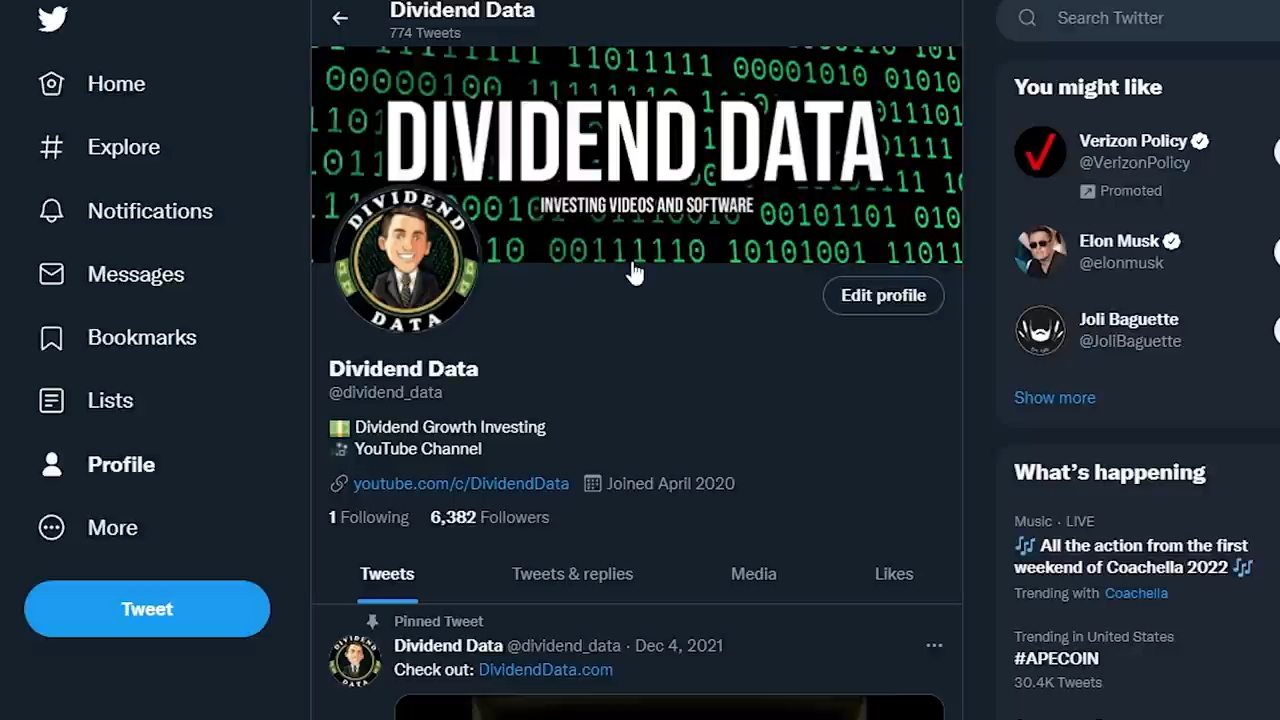 Home
Explore
Notifications
Messages
Bookmarks
Lists
Profile
More
Tweet
Dividend Data
774 Tweets
DIVIDEND DATA
INVESTING VIDEOS AND SOFTWARE
DIVIDEND
DATA
Edit profile
Dividend Data
@dividend_data
Dividend Growth Investing
YouTube Channel
youtube.com/c/DividendData Joined April 2020
1 Following 6,382 Followers
Tweets Tweets & replies Media Likes
Pinned Tweet
Dividend Data @dividend_data · Dec 4, 2021
Check out: DividendData.com
DIVIDEND
DATA
Search Twitter
You might like
Verizon Policy
@VerizonPolicy
Promoted
Elon Musk
@elonmusk
Joli Baguette
@JoliBaguette
Show more
What's happening
Music · LIVE
🎶 All the action from the first
weekend of Coachella 2022 🎶
Trending with Coachella
Trending in United States
#APECOIN
30.4K Tweets